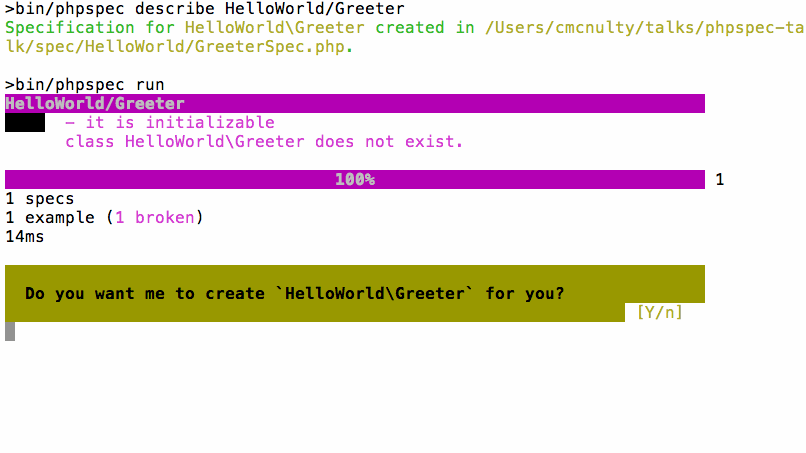 >bin/phpspec describe HelloWorld/Greeter
Specification for HelloWorld\Greeter created in /Users/cmcnulty/talks/phpspec-ta
lk/spec/HelloWorld/GreeterSpec.php.
>bin/phpspec run
HelloWorld/Greeter
- it is initializable
class HelloWorld\Greeter does not exist.
100% 1
1 specs
1 example (1 broken)
14ms
Do you want me to create `HelloWorld\Greeter` for you?
[Y/n]